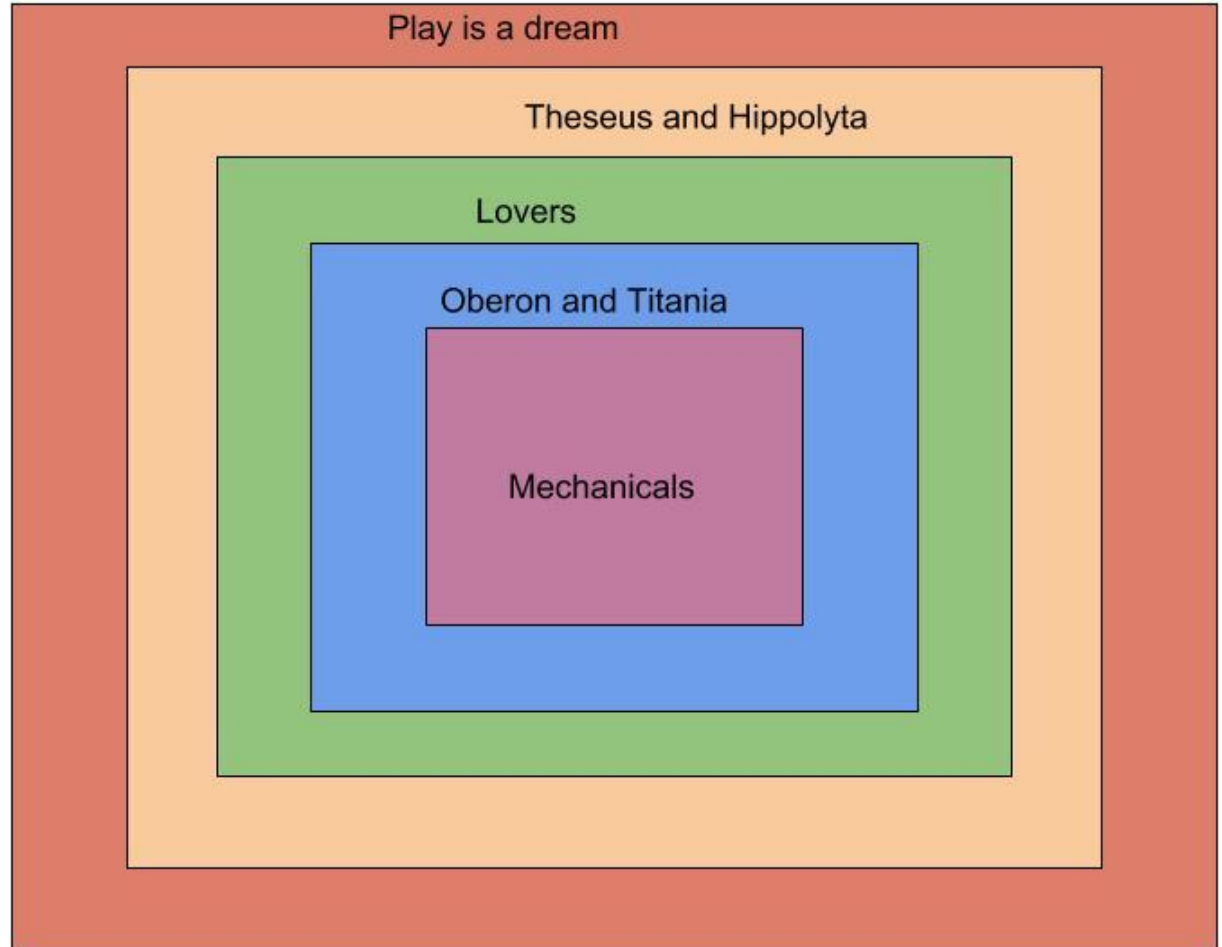 Play is a dream
Theseus and Hippolyta
Lovers
Oberon and Titania
Mechanicals